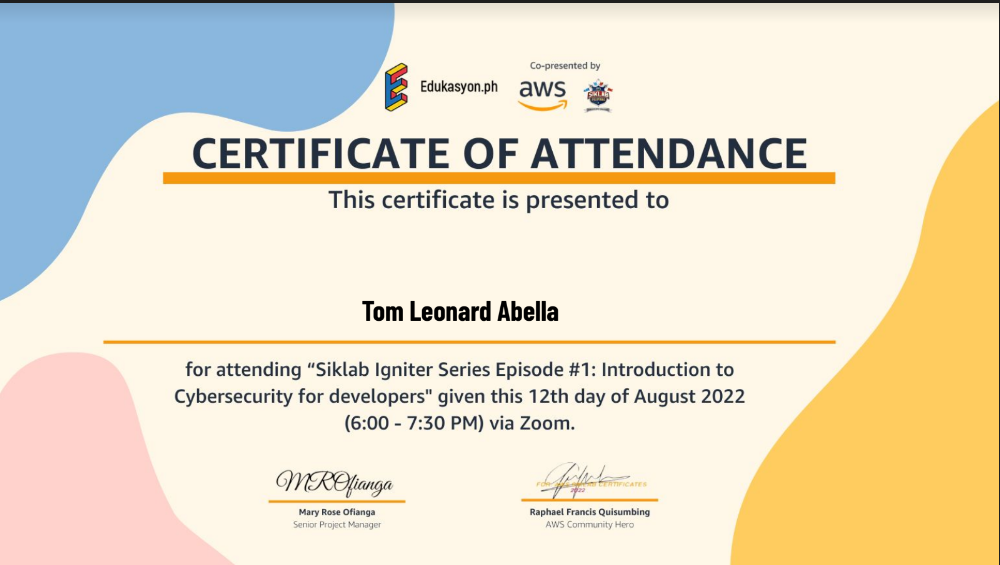 Co-presented by
Edukasyon.ph
aws
SIKLAB
CERTIFICATE OF ATTENDANCE
This certificate is presented to
Tom Leonard Abella
for attending “Siklab Igniter Series Episode #1: Introduction to
Cybersecurity for developers" given this 12th day of August 2022
(6:00 - 7:30 PM) via Zoom.
MROfianga
FOR CERTIFICATES
2022
Mary Rose Ofianga
Raphael Francis Quisumbing
Senior Project Manager
AWS Community Hero